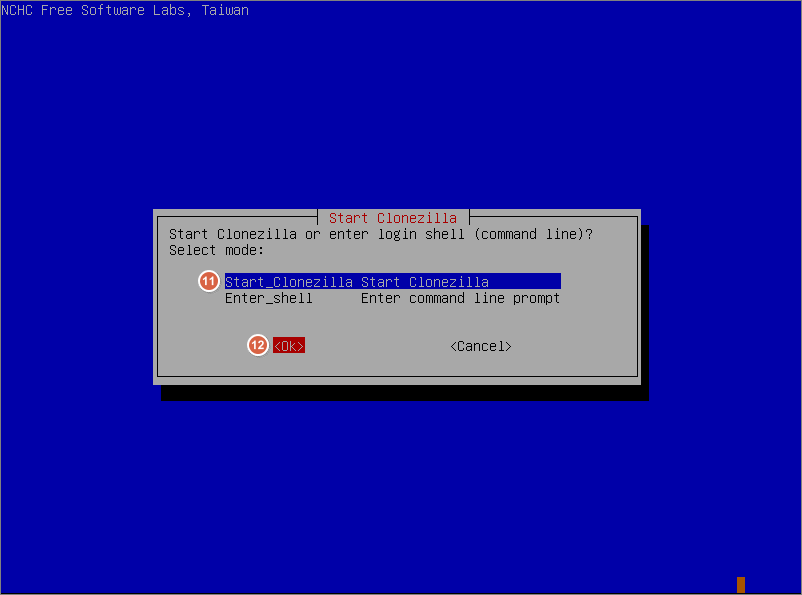 NCHC Free Software Labs, Taiwan
Start Clonezilla
Start Clonezilla or enter login shell (command line)?
Select mode:
11 Start_Clonezilla Start Clonezilla
Enter_shell Enter command line prompt
12 <Ok> <Cancel>